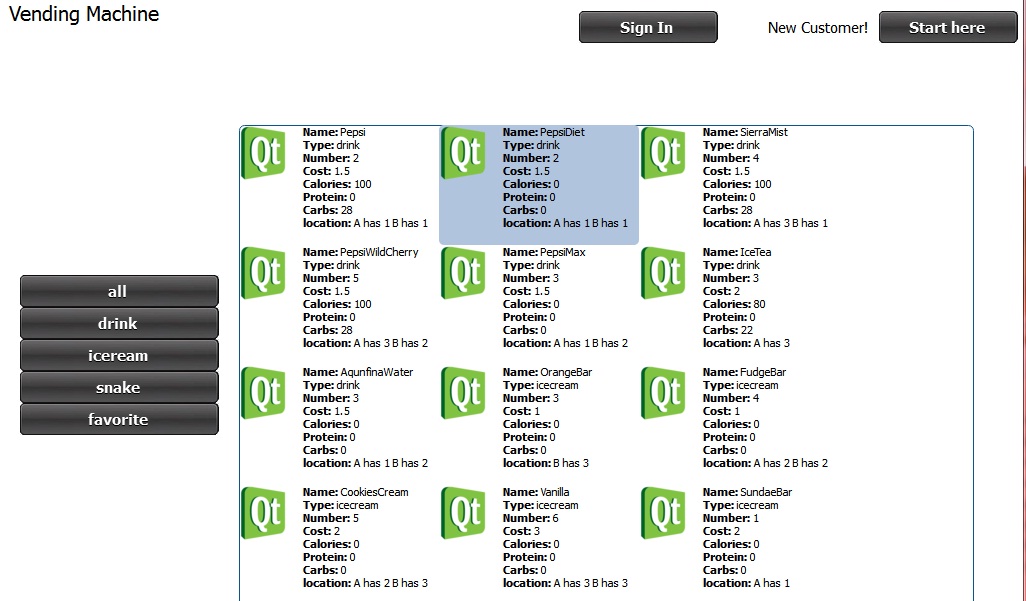 Vending Machine
Sign In
New Customer!
Start here
all
drink
iceream
snake
favorite
Qt
Name: Pepsi
Type: drink
Number: 2
Cost: 1.5
Calories: 100
Protein: 0
Carbs: 28
location: A has 1 B has 1
Qt
Name: PepsiDiet
Type: drink
Number: 2
Cost: 1.5
Calories: 0
Protein: 0
Carbs: 0
location: A has 1 B has 1
Qt
Name: SierraMist
Type: drink
Number: 4
Cost: 1.5
Calories: 100
Protein: 0
Carbs: 28
location: A has 3 B has 1
Qt
Name: PepsiWildCherry
Type: drink
Number: 5
Cost: 1.5
Calories: 100
Protein: 0
Carbs: 28
location: A has 3 B has 2
Qt
Name: PepsiMax
Type: drink
Number: 3
Cost: 1.5
Calories: 0
Protein: 0
Carbs: 0
location: A has 1 B has 2
Qt
Name: IceTea
Type: drink
Number: 3
Cost: 2
Calories: 80
Protein: 0
Carbs: 22
location: A has 3
Qt
Name: AqunfinaWater
Type: drink
Number: 3
Cost: 1.5
Calories: 0
Protein: 0
Carbs: 0
location: A has 1 B has 2
Qt
Name: OrangeBar
Type: icecream
Number: 3
Cost: 1
Calories: 0
Protein: 0
Carbs: 0
location: B has 3
Qt
Name: FudgeBar
Type: icecream
Number: 4
Cost: 1
Calories: 0
Protein: 0
Carbs: 0
location: A has 2 B has 2
Qt
Name: CookiesCream
Type: icecream
Number: 5
Cost: 2
Calories: 0
Protein: 0
Carbs: 0
location: A has 2 B has 3
Qt
Name: Vanilla
Type: icecream
Number: 6
Cost: 3
Calories: 0
Protein: 0
Carbs: 0
location: A has 3 B has 3
Qt
Name: SundaeBar
Type: icecream
Number: 1
Cost: 2
Calories: 0
Protein: 0
Carbs: 0
location: A has 1